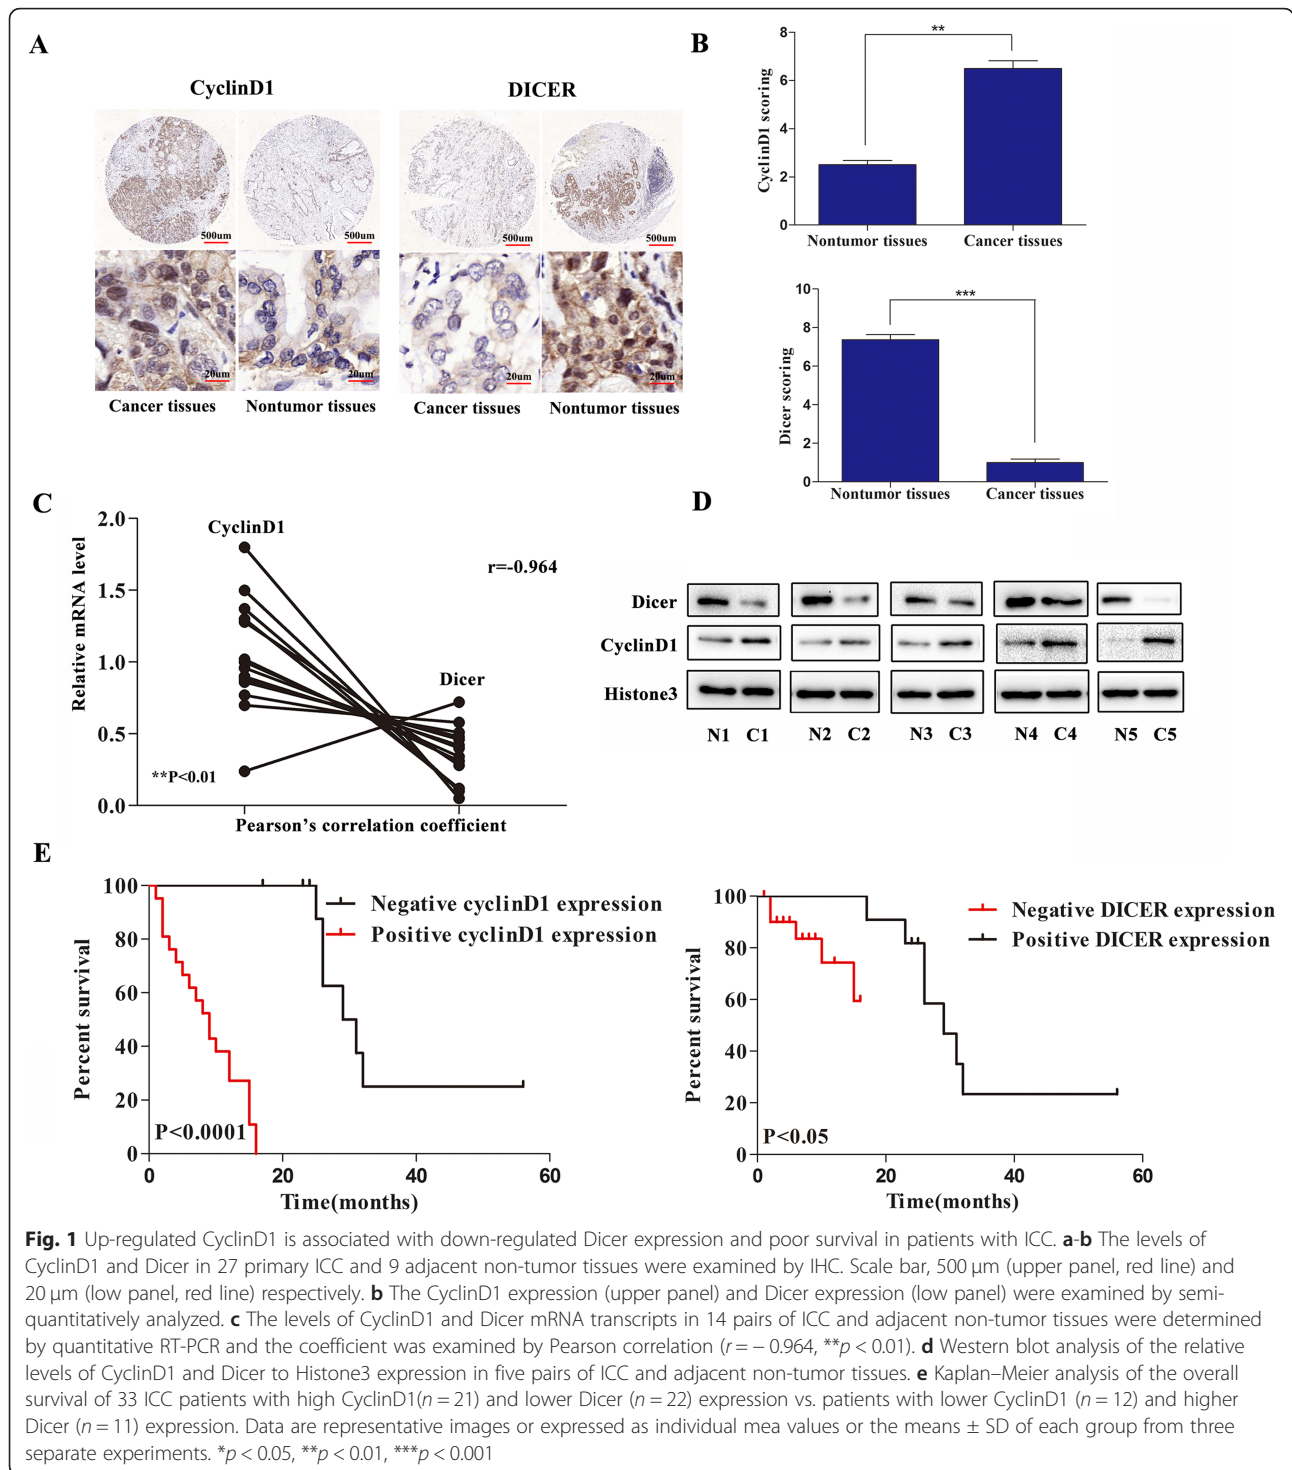 A
CyclinD1
DICER
500um
500um
500um
500um
20um
20um
20um
20um
Cancer tissues
Nontumor tissues
Cancer tissues
Nontumor tissues
B
**
CyclinD1 scoring
8
6
4
2
0
Nontumor tissues
Cancer tissues
***
Dicer scoring
10
8
6
4
2
0
Nontumor tissues
Cancer tissues
C
CyclinD1
Dicer
r=-0.964
Relative mRNA level
2.0
1.5
1.0
0.5
0.0
**P<0.01
Pearson's correlation coefficient
D
Dicer
CyclinD1
Histone3
N1 C1 N2 C2 N3 C3 N4 C4 N5 C5
E
Percent survival
100
80
60
40
20
0
Negative cyclinD1 expression
Positive cyclinD1 expression
P<0.0001
0 20 40 60
Time(months)
Percent survival
100
80
60
40
20
0
Negative DICER expression
Positive DICER expression
P<0.05
0 20 40 60
Time(months)
Fig. 1 Up-regulated CyclinD1 is associated with down-regulated Dicer expression and poor survival in patients with ICC. a-b The levels of
CyclinD1 and Dicer in 27 primary ICC and 9 adjacent non-tumor tissues were examined by IHC. Scale bar, 500 μm (upper panel, red line) and
20 μm (low panel, red line) respectively. b The CyclinD1 expression (upper panel) and Dicer expression (low panel) were examined by semi-
quantitatively analyzed. c The levels of CyclinD1 and Dicer mRNA transcripts in 14 pairs of ICC and adjacent non-tumor tissues were determined
by quantitative RT-PCR and the coefficient was examined by Pearson correlation (r = − 0.964, **p < 0.01). d Western blot analysis of the relative
levels of CyclinD1 and Dicer to Histone3 expression in five pairs of ICC and adjacent non-tumor tissues. e Kaplan–Meier analysis of the overall
survival of 33 ICC patients with high CyclinD1(n = 21) and lower Dicer (n = 22) expression vs. patients with lower CyclinD1 (n = 12) and higher
Dicer (n = 11) expression. Data are representative images or expressed as individual mea values or the means ± SD of each group from three
separate experiments. *p < 0.05, **p < 0.01, ***p < 0.001